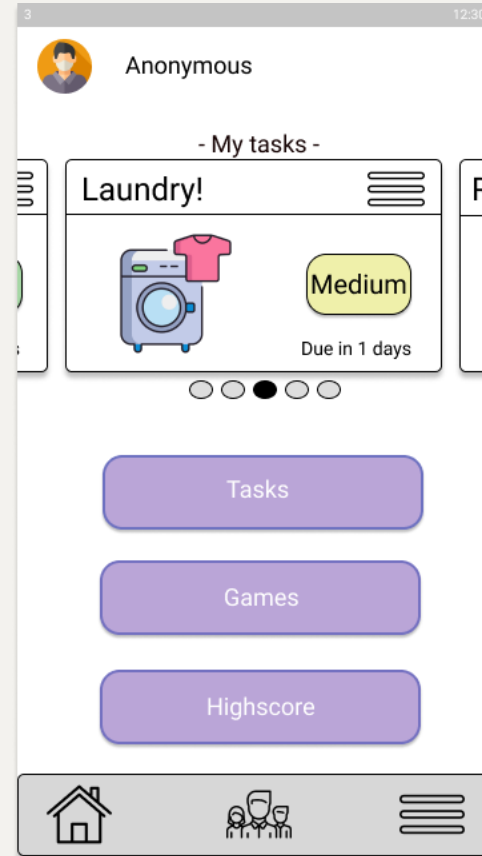 3 12:30
Anonymous
- My tasks -
Laundry!
Medium
Due in 1 days
Tasks
Games
Highscore